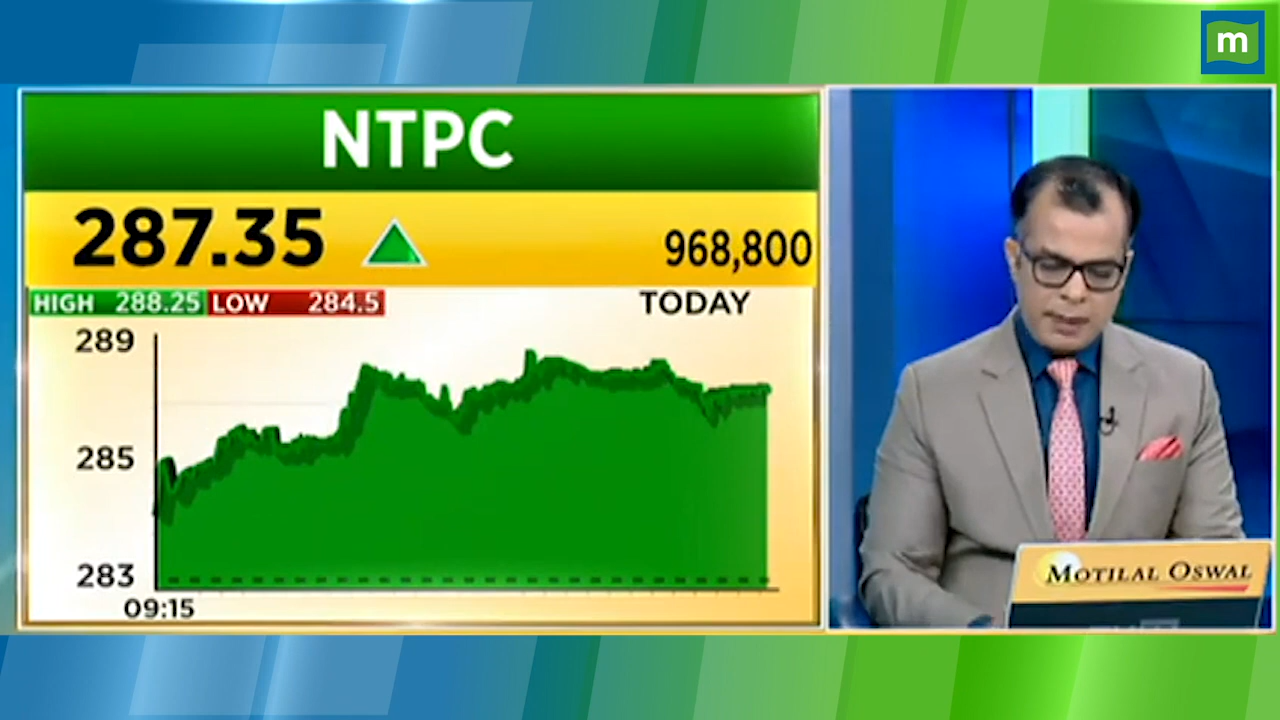 m
NTPC
287.35 968,800
HIGH 288.25 LOW 284.5 TODAY
289
285
283
09:15
MOTILAL OSWAL